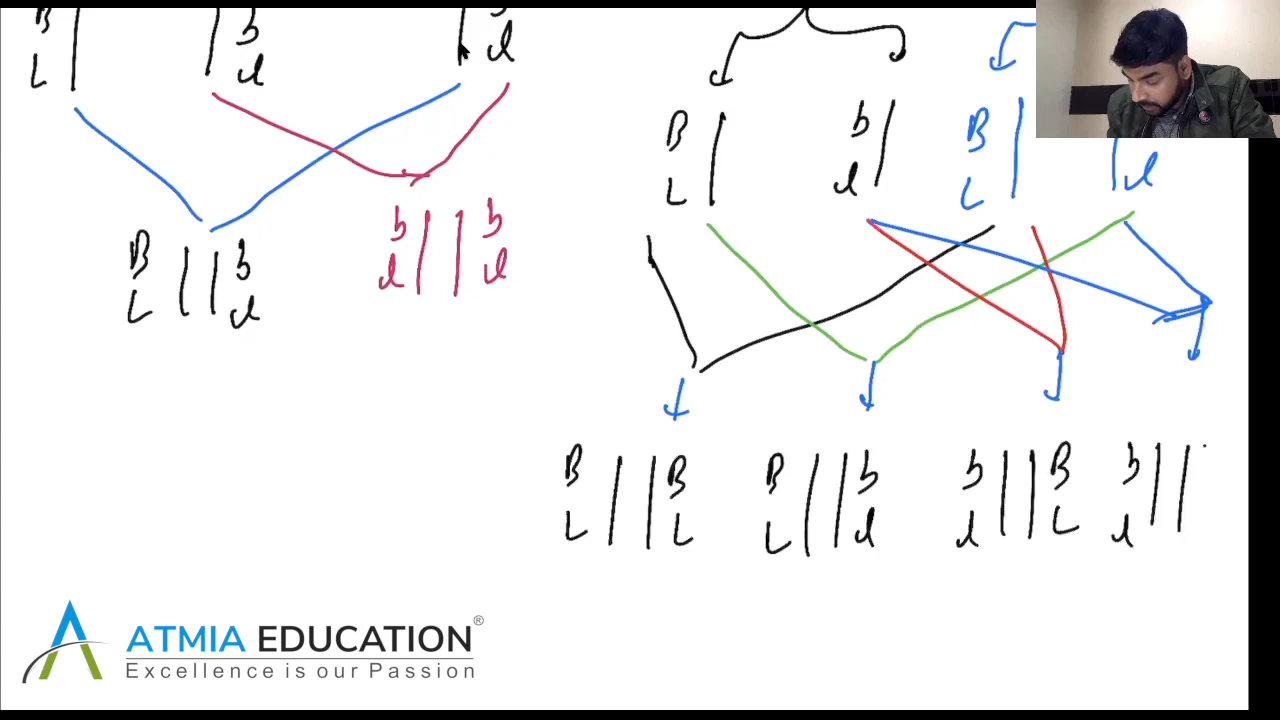 B b b
L l l
B b B l
L l L
b b
l l
B b
L l
B B B b b B b
L L L l l L l
ATMIA EDUCATION®
Excellence is our Passion